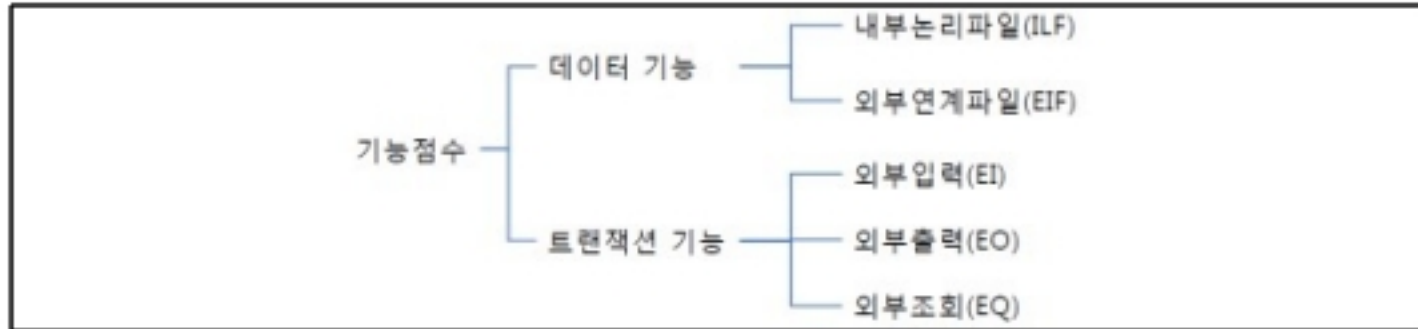 기능점수
데이터 기능
내부논리파일(ILF)
외부연계파일(EIF)
트랜잭션 기능
외부입력(EI)
외부출력(EO)
외부조회(EQ)